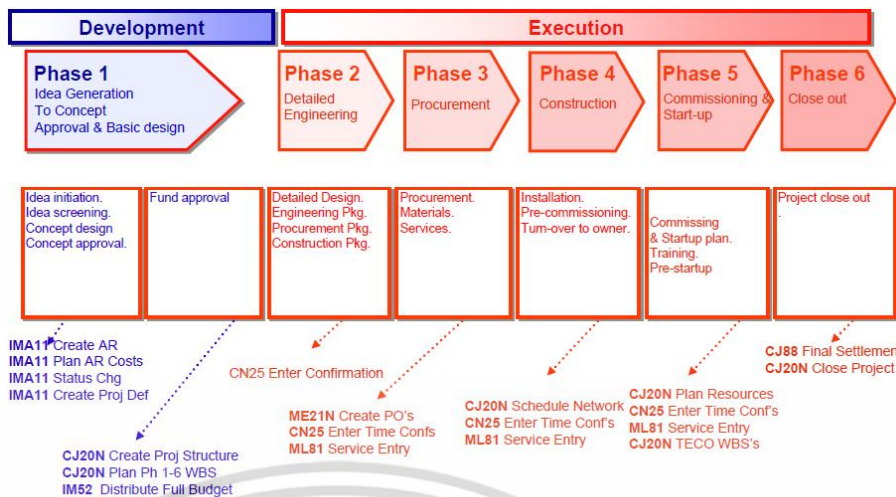 Development
Execution
Phase 1
Idea Generation
To Concept
Approval & Basic design
Phase 2
Detailed
Engineering
Phase 3
Procurement
Phase 4
Construction
Phase 5
Commissioning &
Start-up
Phase 6
Close out
Idea initiation.
Idea screening.
Concept design
Concept approval.
Fund approval
Detailed Design.
Engineering Pkg.
Procurement Pkg.
Construction Pkg.
Procurement.
Materials.
Services.
Installation.
Pre-commissioning.
Turn-over to owner.
Commissing
& Startup plan.
Training.
Pre-startup
Project close out
.
IMA11 Create AR
IMA11 Plan AR Costs
IMA11 Status Chg
IMA11 Create Proj Def
CJ20N Create Proj Structure
CJ20N Plan Ph 1-6 WBS
IM52 Distribute Full Budget
CN25 Enter Confirmation
ME21N Create PO's
CN25 Enter Time Confs
ML81 Service Entry
CJ20N Schedule Network
CN25 Enter Time Conf's
ML81 Service Entry
CJ20N Plan Resources
CN25 Enter Time Conf's
ML81 Service Entry
CJ20N TECO WBS's
CJ88 Final Settlemen
CJ20N Close Project